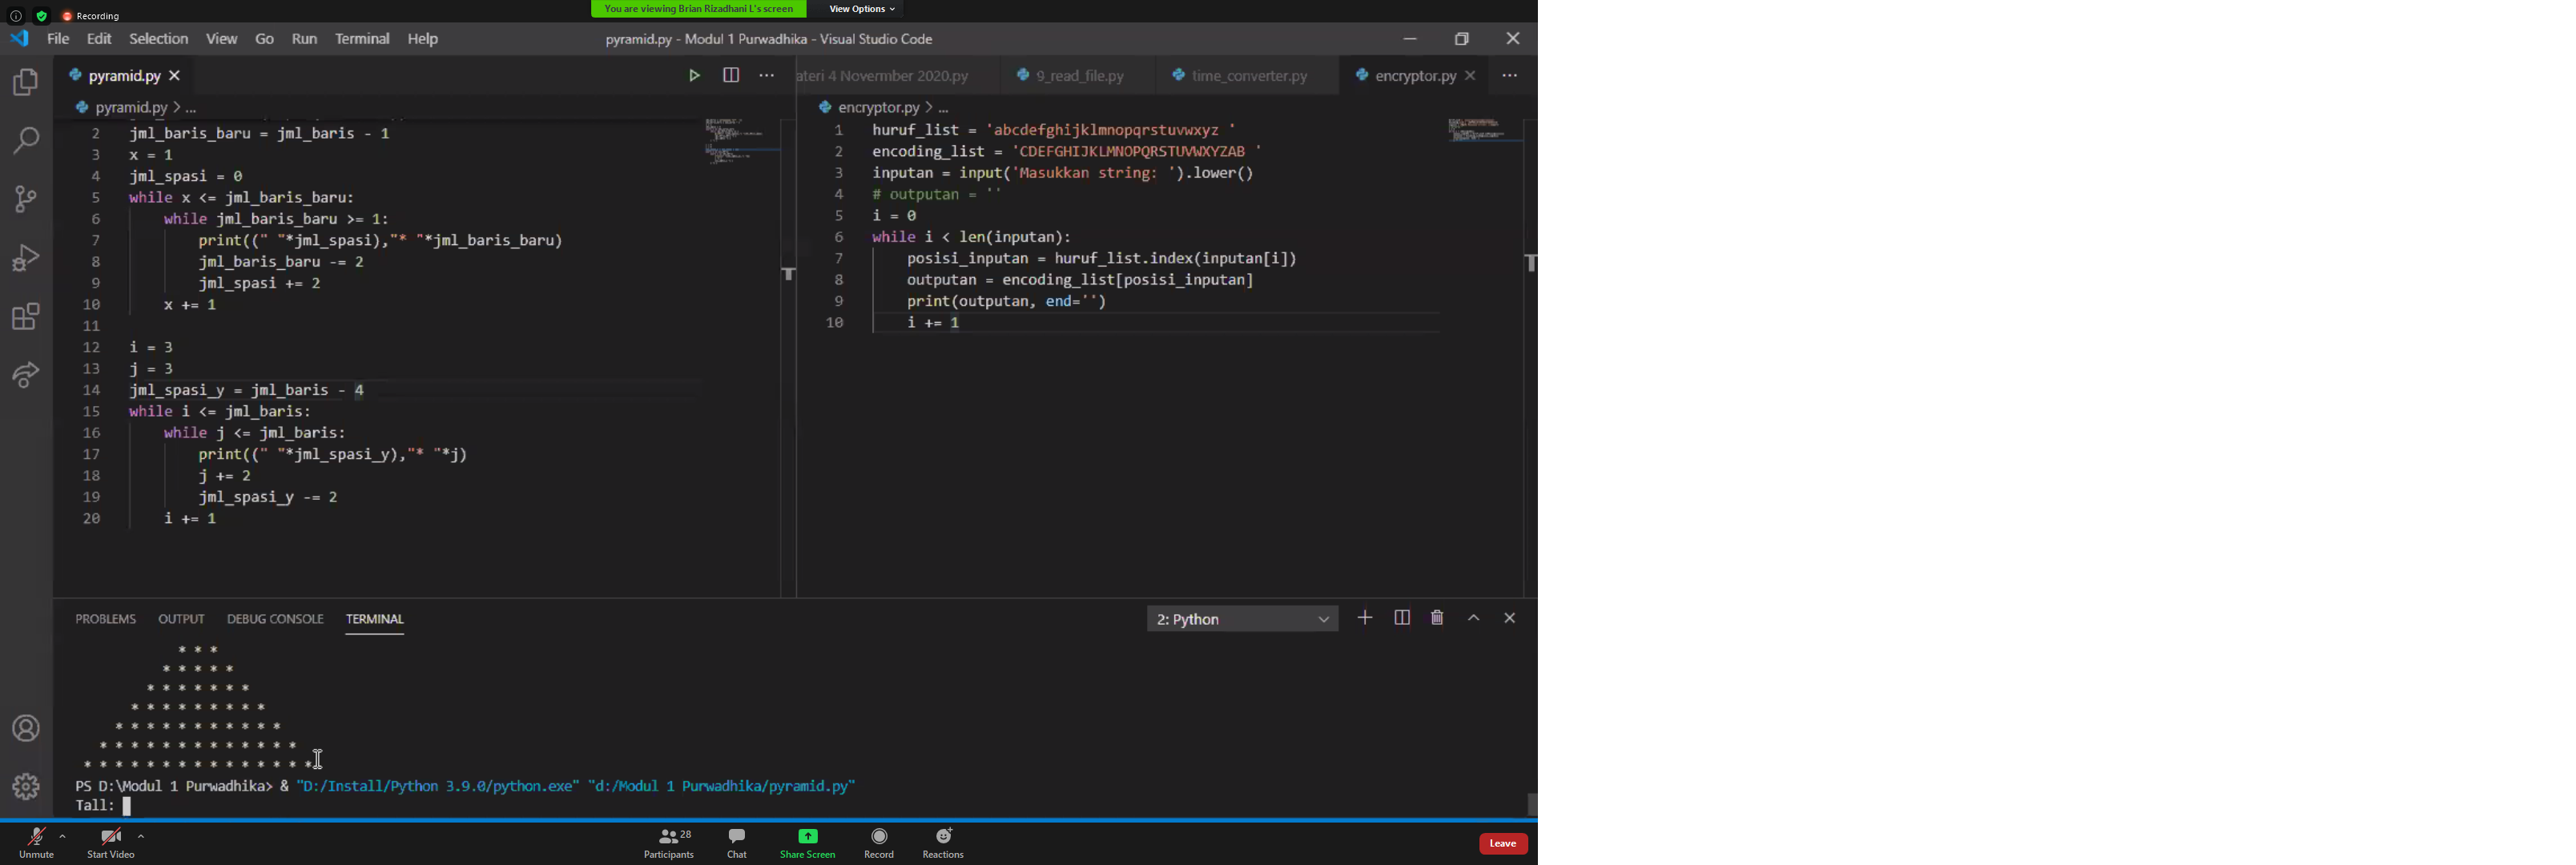 Recording
You are viewing Brian Rizadhani L's screen
View Options
File Edit Selection View Go Run Terminal Help
pyramid.py - Modul 1 Purwadhika - Visual Studio Code
pyramid.py
pyramid.py > ...
2 jml_baris_baru = jml_baris - 1
3 x = 1
4 jml_spasi = 0
5 while x <= jml_baris_baru:
6 while jml_baris_baru >= 1:
7 print((" "*jml_spasi),"* "*jml_baris_baru)
8 jml_baris_baru -= 2
9 jml_spasi += 2
10 x += 1
11
12 i = 3
13 j = 3
14 jml_spasi_y = jml_baris - 4
15 while i <= jml_baris:
16 while j <= jml_baris:
17 print((" "*jml_spasi_y),"* "*j)
18 j += 2
19 jml_spasi_y -= 2
20 i += 1
ateri 4 Novermber 2020.py 9_read_file.py time_converter.py encryptor.py
encryptor.py > ...
1 huruf_list = 'abcdefghijklmnopqrstuvwxyz '
2 encoding_list = 'CDEFGHIJKLMNOPQRSTUVWXYZAB '
3 inputan = input('Masukkan string: ').lower()
4 # outputan = ''
5 i = 0
6 while i < len(inputan):
7 posisi_inputan = huruf_list.index(inputan[i])
8 outputan = encoding_list[posisi_inputan]
9 print(outputan, end='')
10 i += 1
PROBLEMS OUTPUT DEBUG CONSOLE TERMINAL
2: Python
* * *
* * * * *
* * * * * * *
* * * * * * * * *
* * * * * * * * * * *
* * * * * * * * * * * * *
* * * * * * * * * * * * * * *
PS D:\Modul 1 Purwadhika> & "D:/Install/Python 3.9.0/python.exe" "d:/Modul 1 Purwadhika/pyramid.py"
Tall:
Unmute
Start Video
28
Participants
Chat
Share Screen
Record
Reactions
Leave